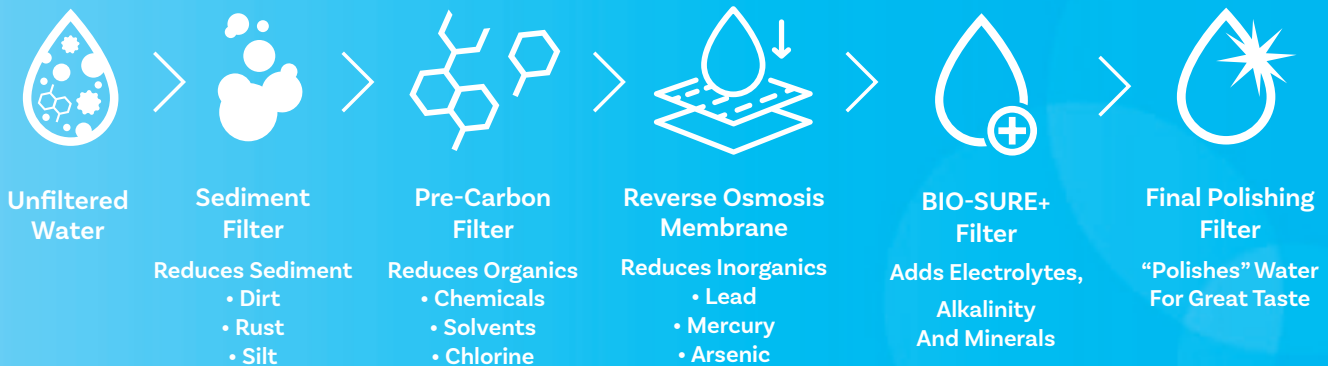 Unfiltered
Water
Sediment
Filter
Reduces Sediment
• Dirt
• Rust
• Silt
Pre-Carbon
Filter
Reduces Organics
• Chemicals
• Solvents
• Chlorine
Reverse Osmosis
Membrane
Reduces Inorganics
• Lead
• Mercury
• Arsenic
BIO-SURE+
Filter
Adds Electrolytes,
Alkalinity
And Minerals
Final Polishing
Filter
“Polishes” Water
For Great Taste